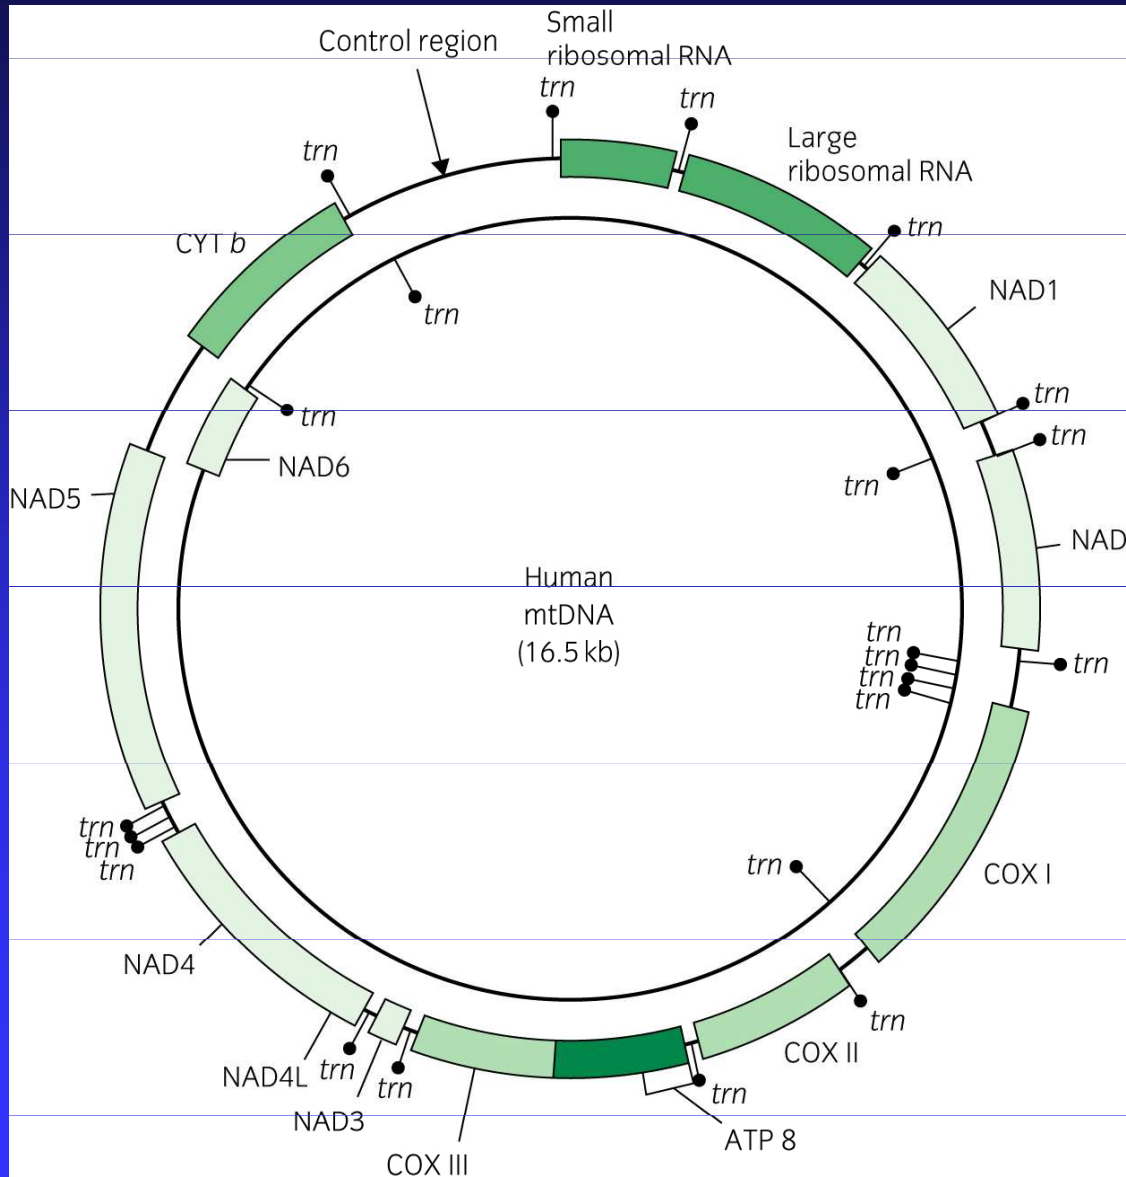 Small
ribosomal RNA
Control region
trn
trn
trn
Large
ribosomal RNA
trn
CYT b
NAD1
trn
trn
trn
trn
NAD6
trn
NAD5
NAD
Human
mtDNA
(16.5 kb)
trn
trn
trn
trn
trn
trn
trn
trn
trn
COX I
NAD4
trn
COX II
NAD4L
trn
trn
trn
NAD3
ATP 8
COX III